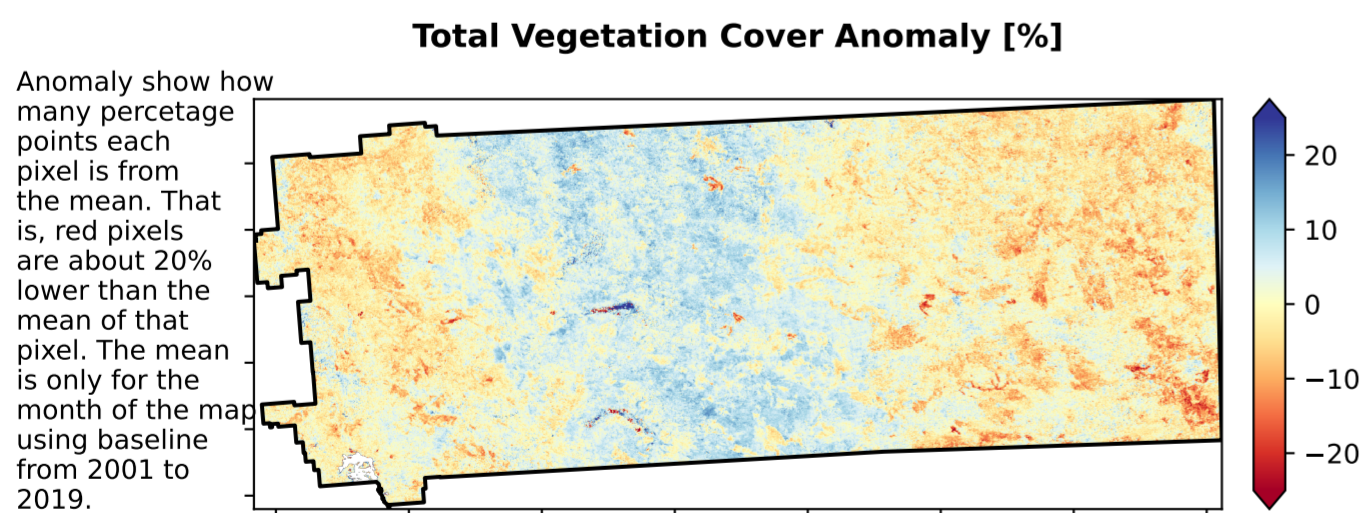 Total Vegetation Cover Anomaly [%]
Anomaly show how
many percetage
points each
pixel is from
the mean. That
is, red pixels
are about 20%
lower than the
mean of that
pixel. The mean
is only for the
month of the map
using baseline
from 2001 to
2019.
20
10
0
−10
−20